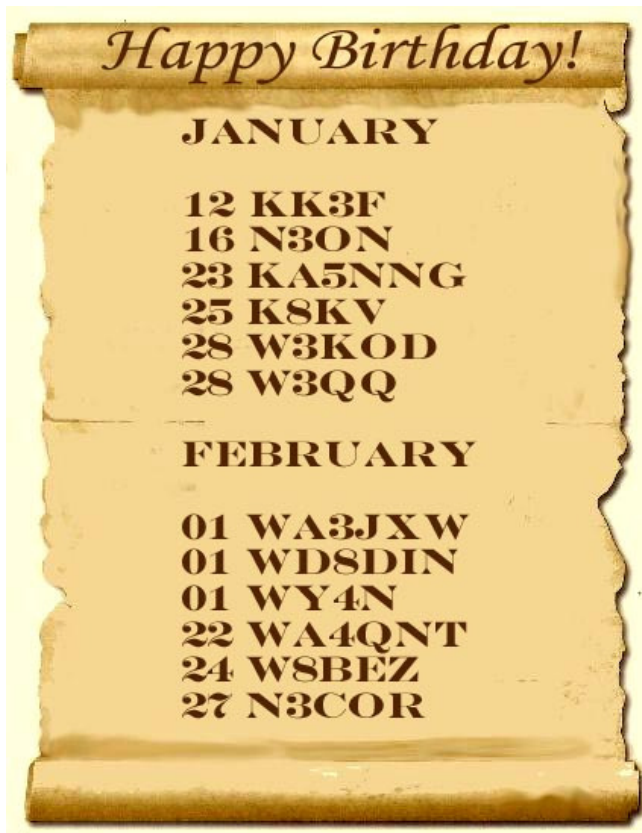 Happy Birthday!
JANUARY
12 KK3F
16 N3ON
23 KA5NNG
25 K8KV
28 W3KOD
28 W3QQ
FEBRUARY
01 WA3JXW
01 WD8DIN
01 WY4N
22 WA4QNT
24 W8BEZ
27 N3COR